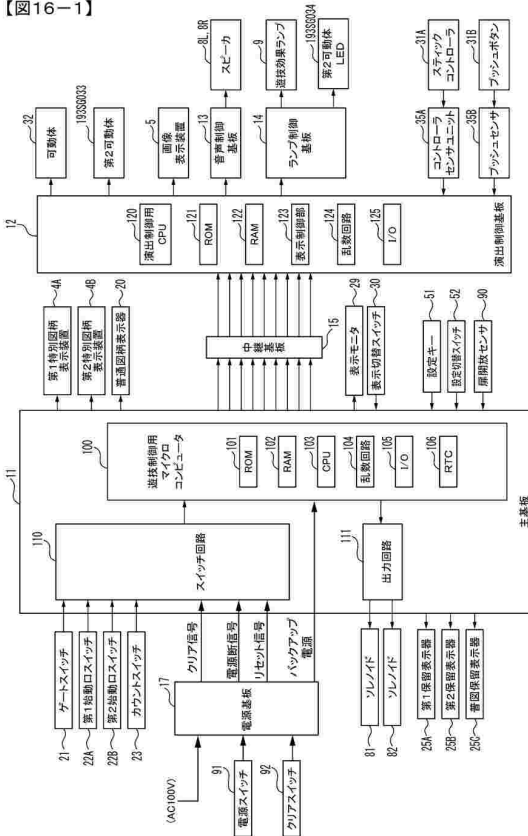 【図16－1】
32
可動体
193SG033
第2可動体
5
画像
表示装置
13
音声制御
基板
8L,8R
スピーカ
9
遊技効果ランプ
14
ランプ制御
基板
193SG034
第2可動体
LED
31A
スティック
コントローラ
35A
コントローラ
センサユニット
31B
プッシュボタン
35B
プッシュセンサ
12
120
演出制御用
CPU
121
ROM
122
RAM
123
表示制御部
124
乱数回路
125
I/O
演出制御基板
4A
第1特別図柄
表示装置
4B
第2特別図柄
表示装置
20
普通図柄表示器
15
中継基板
29
表示モニタ
30
表示切替スイッチ
51
設定キー
52
設定切替スイッチ
90
扉開放センサ
11
100
遊技制御用
マイクロ
コンピュータ
101
ROM
102
RAM
103
CPU
104
乱数回路
105
I/O
106
RTC
主基板
110
スイッチ回路
111
出力回路
21
ゲートスイッチ
22A
第1始動口スイッチ
22B
第2始動口スイッチ
23
カウントスイッチ
クリア信号
電源断信号
リセット信号
バックアップ
電源
17
電源基板
(AC100V)
91
電源スイッチ
92
クリアスイッチ
81
ソレノイド
82
ソレノイド
25A
第1保留表示器
25B
第2保留表示器
25C
普図保留表示器